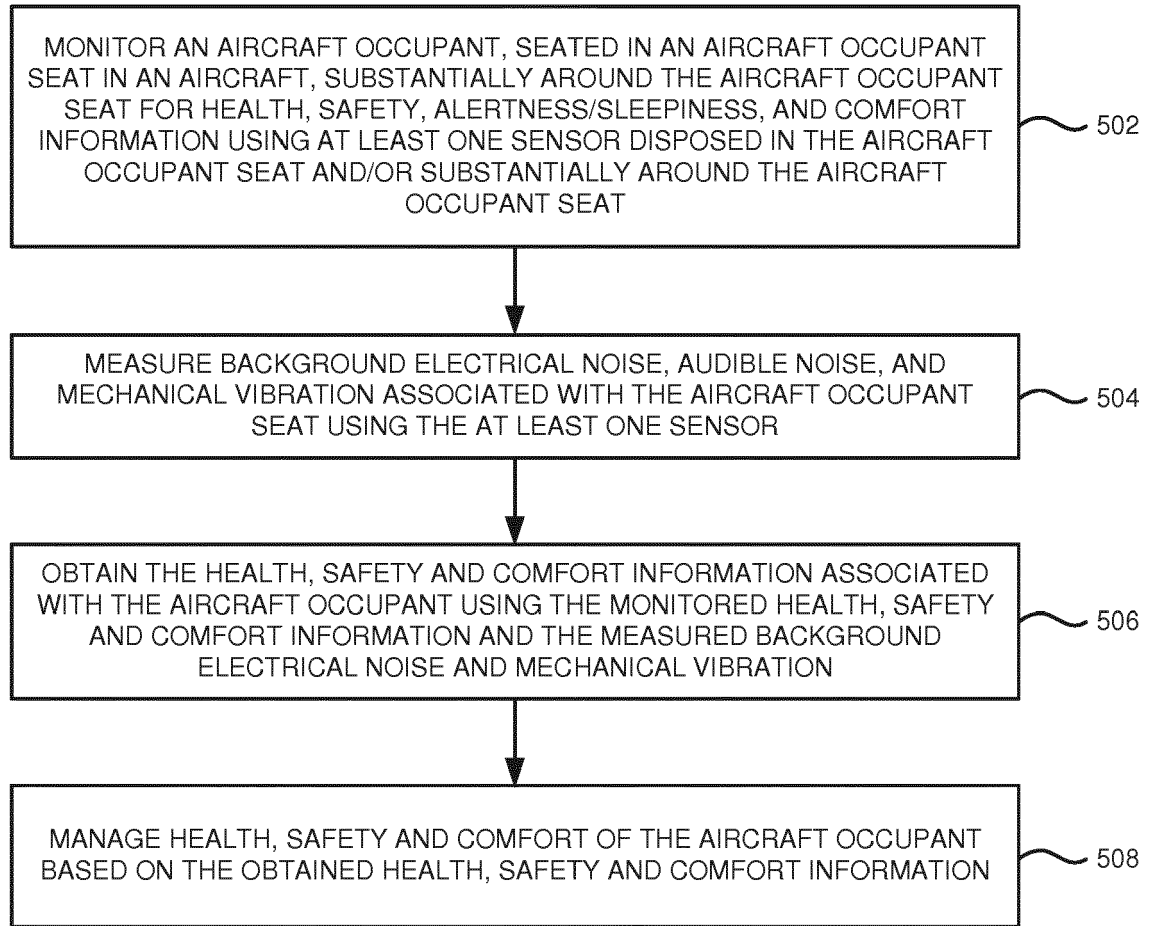 MONITOR AN AIRCRAFT OCCUPANT, SEATED IN AN AIRCRAFT OCCUPANT
SEAT IN AN AIRCRAFT, SUBSTANTIALLY AROUND THE AIRCRAFT OCCUPANT
SEAT FOR HEALTH, SAFETY, ALERTNESS/SLEEPINESS, AND COMFORT
INFORMATION USING AT LEAST ONE SENSOR DISPOSED IN THE AIRCRAFT
OCCUPANT SEAT AND/OR SUBSTANTIALLY AROUND THE AIRCRAFT
OCCUPANT SEAT
502
MEASURE BACKGROUND ELECTRICAL NOISE, AUDIBLE NOISE, AND
MECHANICAL VIBRATION ASSOCIATED WITH THE AIRCRAFT OCCUPANT
SEAT USING THE AT LEAST ONE SENSOR
504
OBTAIN THE HEALTH, SAFETY AND COMFORT INFORMATION ASSOCIATED
WITH THE AIRCRAFT OCCUPANT USING THE MONITORED HEALTH, SAFETY
AND COMFORT INFORMATION AND THE MEASURED BACKGROUND
ELECTRICAL NOISE AND MECHANICAL VIBRATION
506
MANAGE HEALTH, SAFETY AND COMFORT OF THE AIRCRAFT OCCUPANT
BASED ON THE OBTAINED HEALTH, SAFETY AND COMFORT INFORMATION
508